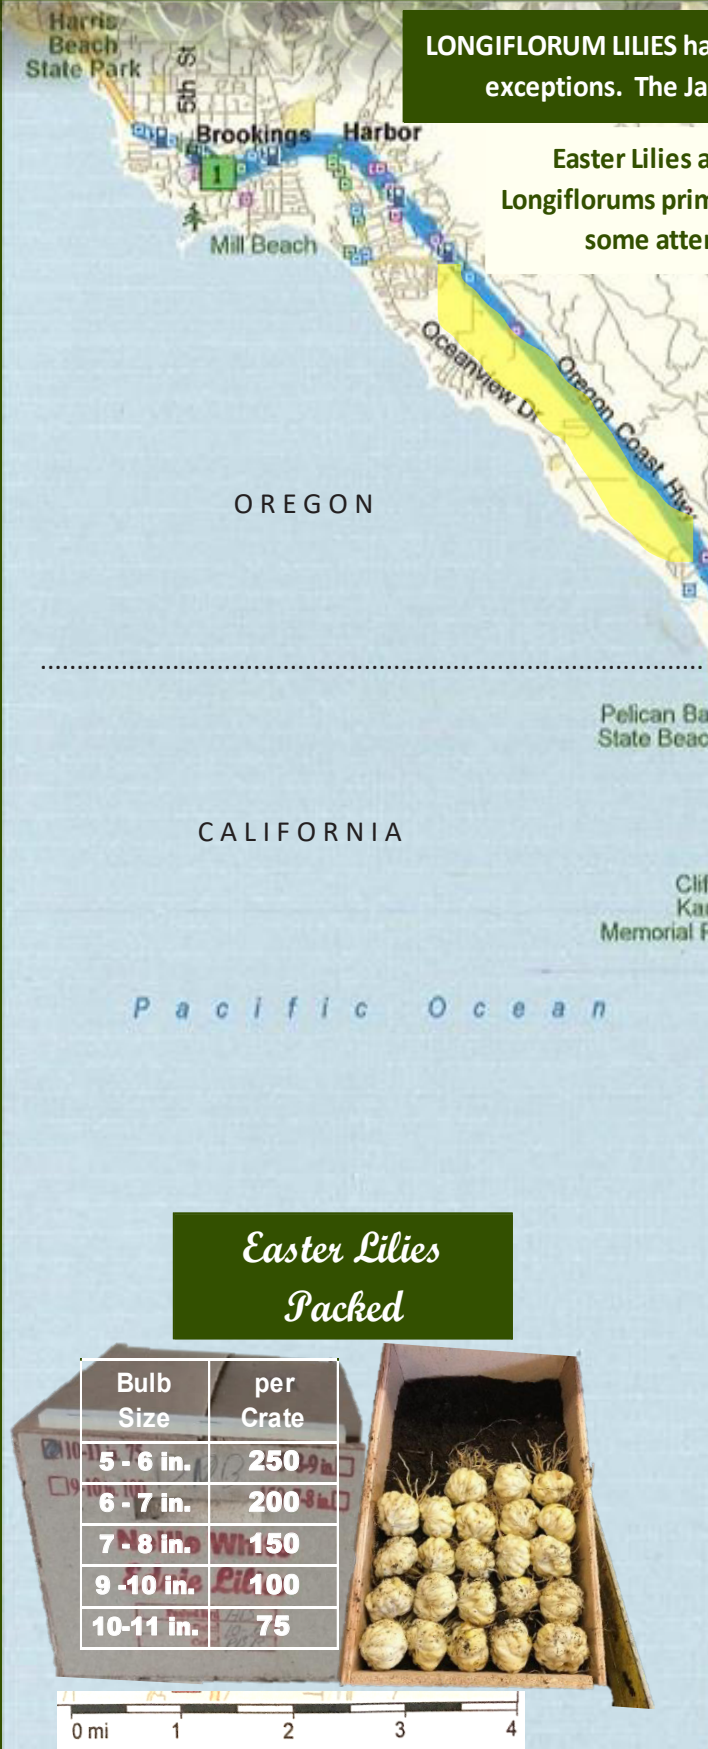 Harris
Beach
State Park
5th St
LONGIFLORUM LILIES ha
exceptions. The Ja
Brookings
Harbor
1
Easter Lilies a
Longiflorums prim
some atter
Mill Beach
Oceanview Dr
Oregon Coast Hwy
OREGON
Pelican Ba
State Beac
CALIFORNIA
Clif
Ka
Memorial
Pacific Ocean
Easter Lilies
Packed
Bulb Size per Crate
5 - 6 in. 250
6 - 7 in. 200
7 - 8 in. 150
9 -10 in. 100
10-11 in. 75
0 mi 1 2 3 4